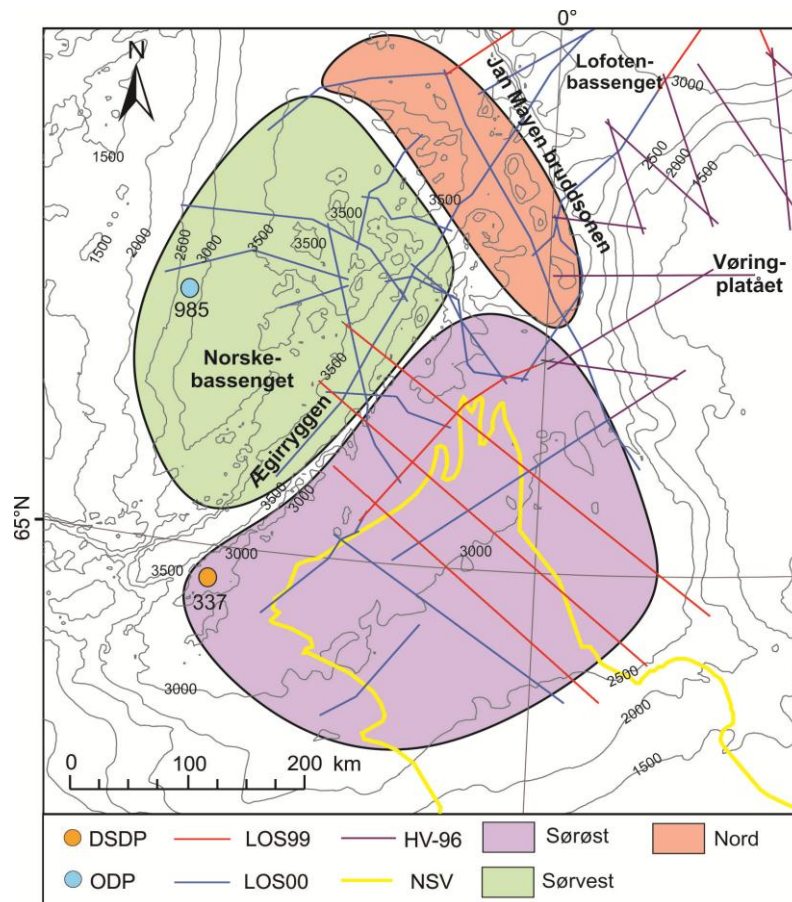 0°
N
Lofoten-
bassenget
Jan Mayen bruddsonen
3000
2500
2000
1500
1500
1500
2000
2500
3000
3500
3500
3500
3500
3500
985
Vøring-
platået
Norske-
bassenget
3500
Ægirryggen
3500
3000
65°N
3000
3500
337
3000
3000
2500
2000
1500
0 100 200 km
DSDP LOS99 HV-96 Sørøst Nord
ODP LOS00 NSV Sørvest